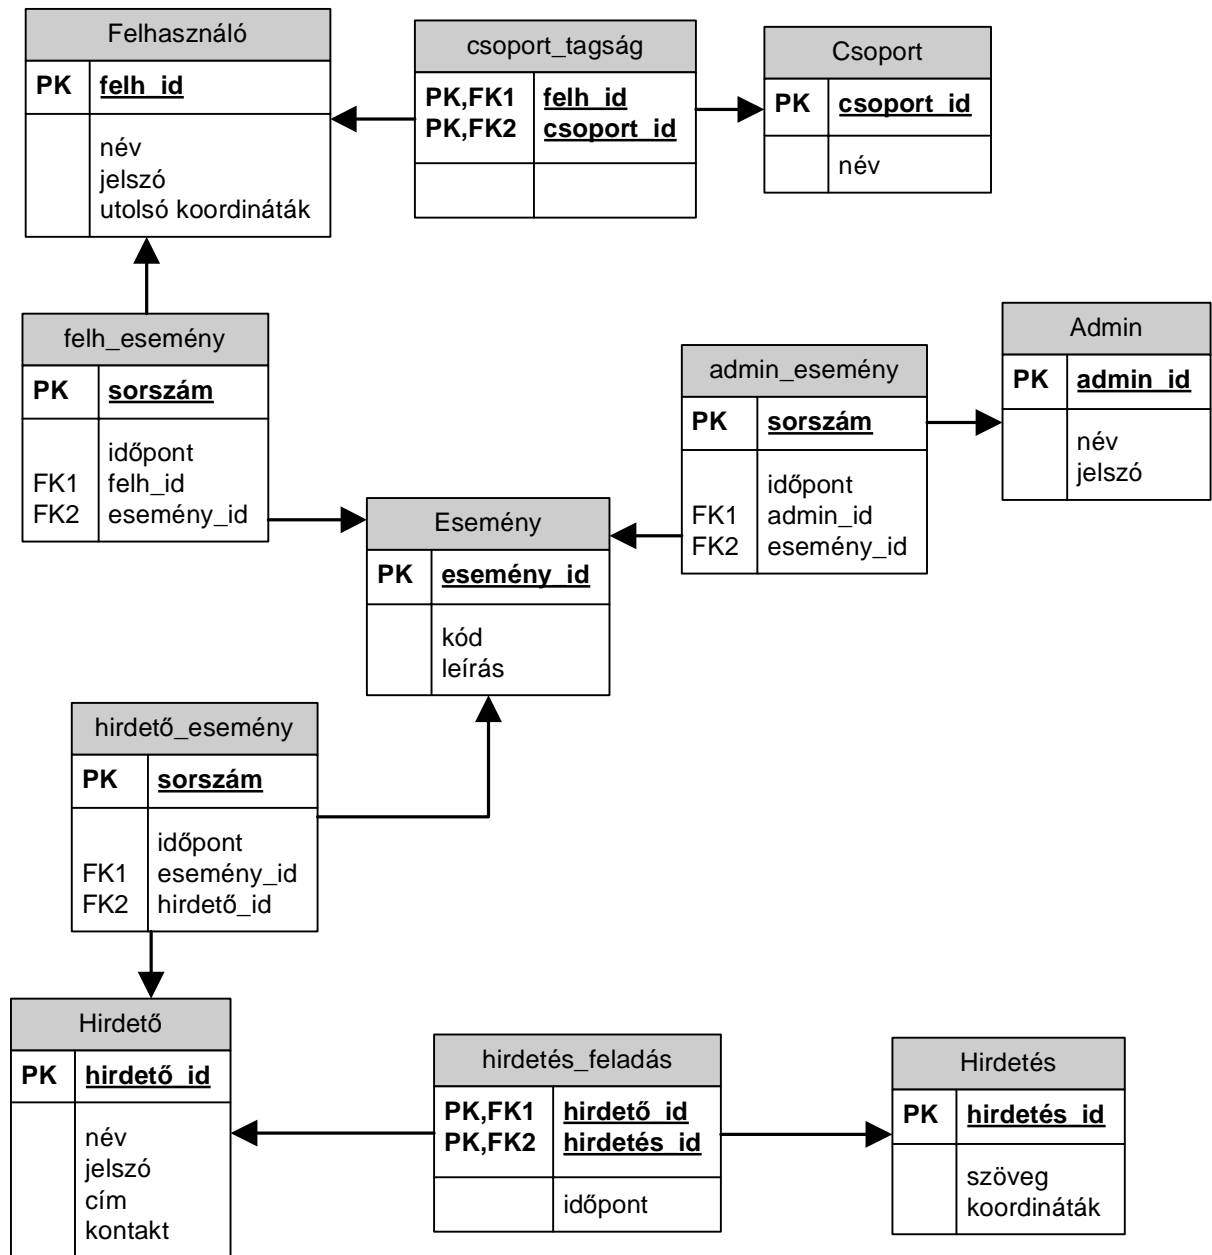 Felhasználó
PK felh_id
név
jelszó
utolsó koordináták
csoport_tagság
PK,FK1 felh_id
PK,FK2 csoport_id
Csoport
PK csoport_id
név
felh_esemény
PK sorszám
időpont
FK1 felh_id
FK2 esemény_id
admin_esemény
PK sorszám
időpont
FK1 admin_id
FK2 esemény_id
Admin
PK admin_id
név
jelszó
Esemény
PK esemény_id
kód
leírás
hirdető_esemény
PK sorszám
időpont
FK1 esemény_id
FK2 hirdető_id
Hirdető
PK hirdető_id
név
jelszó
cím
kontakt
hirdetés_feladás
PK,FK1 hirdető_id
PK,FK2 hirdetés_id
időpont
Hirdetés
PK hirdetés_id
szöveg
koordináták